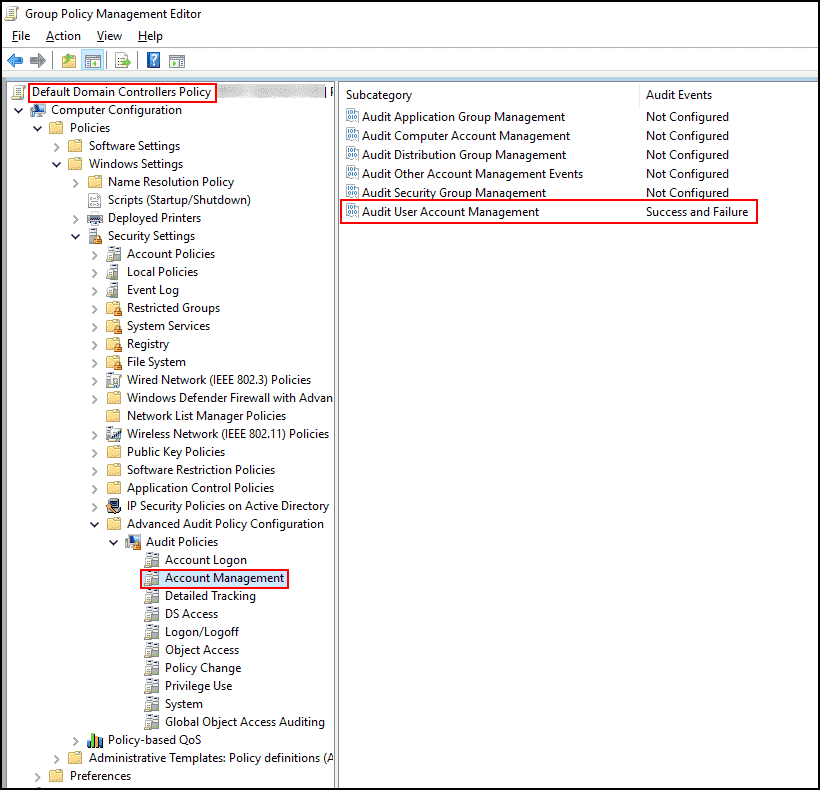 Group Policy Management Editor
File Action View Help
Default Domain Controllers Policy
Computer Configuration
Policies
Software Settings
Windows Settings
Name Resolution Policy
Scripts (Startup/Shutdown)
Deployed Printers
Security Settings
Account Policies
Local Policies
Event Log
Restricted Groups
System Services
Registry
File System
Wired Network (IEEE 802.3) Policies
Windows Defender Firewall with Advan
Network List Manager Policies
Wireless Network (IEEE 802.11) Policies
Public Key Policies
Software Restriction Policies
Application Control Policies
IP Security Policies on Active Directory
Advanced Audit Policy Configuration
Audit Policies
Account Logon
Account Management
Detailed Tracking
DS Access
Logon/Logoff
Object Access
Policy Change
Privilege Use
System
Global Object Access Auditing
Policy-based QoS
Administrative Templates: Policy definitions (A
Preferences
Subcategory Audit Events
Audit Application Group Management Not Configured
Audit Computer Account Management Not Configured
Audit Distribution Group Management Not Configured
Audit Other Account Management Events Not Configured
Audit Security Group Management Not Configured
Audit User Account Management Success and Failure